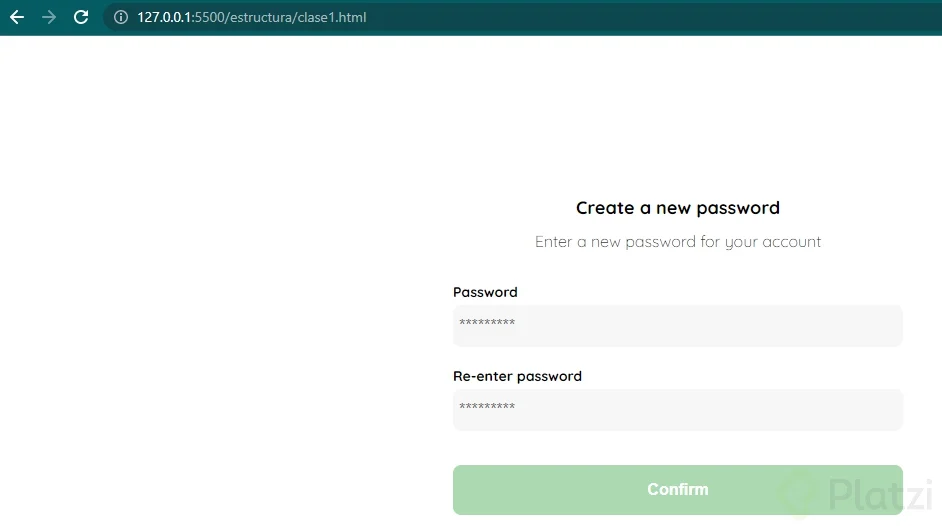 127.0.0.1:5500/estructura/clase1.html
Create a new password
Enter a new password for your account
Password
*********
Re-enter password
*********
Confirm
Platzi